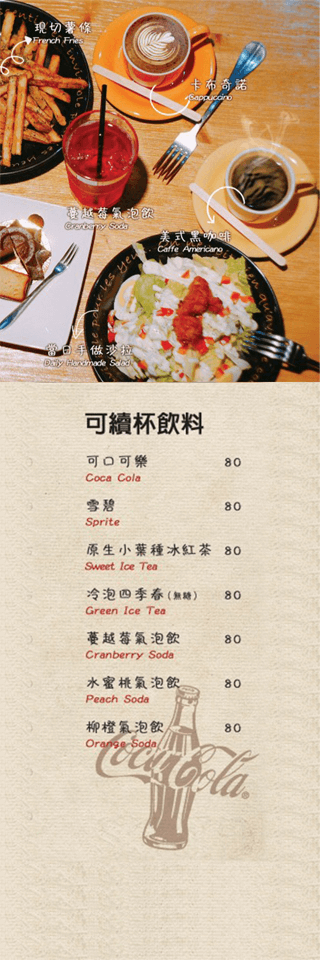 現切薯條
French Fries
卡布奇諾
Cappuccino
蔓越莓氣泡飲
Cranberry Soda
美式黑咖啡
Caffé Americano
當日手做沙拉
Daily Handmade Salad
可續杯飲料
可口可樂 80
Coca Cola
雪碧 80
Sprite
原生小葉種冰紅茶 80
Sweet Ice Tea
冷泡四季春(無糖) 80
Green Ice Tea
蔓越莓氣泡飲 80
Cranberry Soda
水蜜桃氣泡飲 80
Peach Soda
柳橙氣泡飲 80
Orange Soda
Coca-Cola®